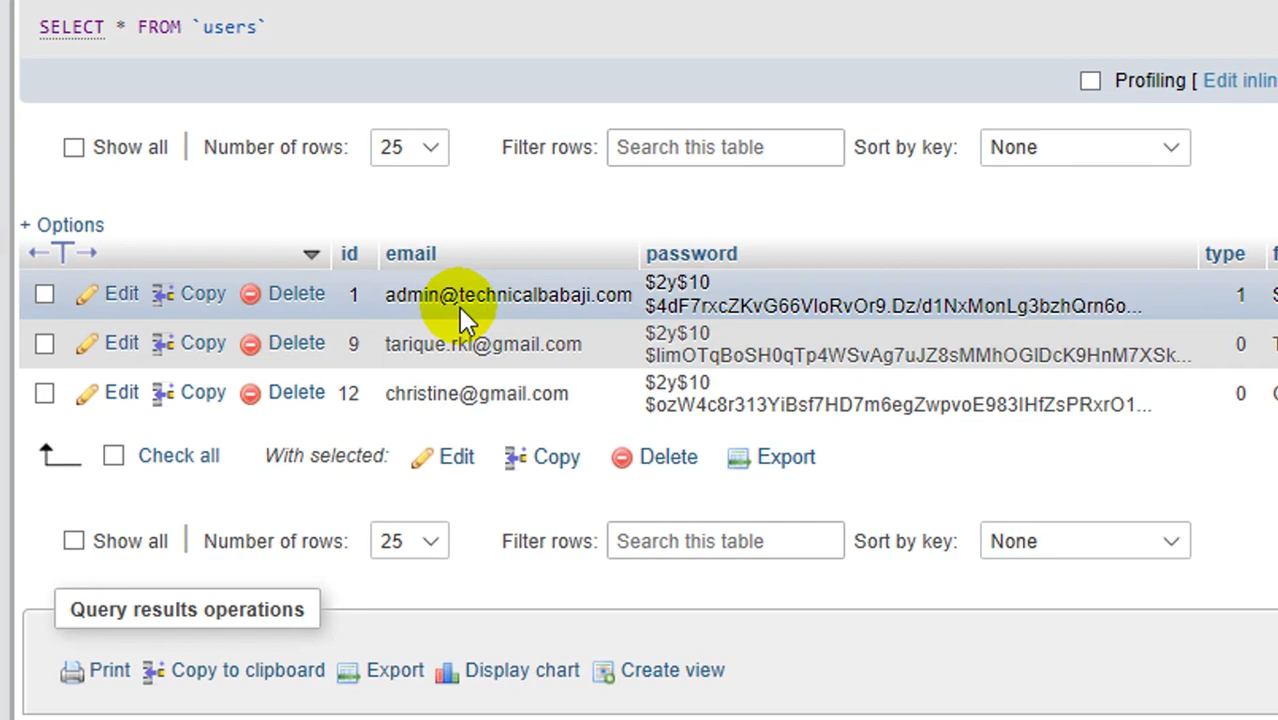 SELECT * FROM `users`
Profiling [ Edit inlin
Show all Number of rows: 25 Filter rows: Search this table Sort by key: None
+ Options
←T→ id email password type
Edit Copy Delete 1 admin@technicalbabaji.com $2y$10 1
$4dF7rxcZKvG66VIoRvOr9.Dz/d1NxMonLg3bzhQrn6o...
Edit Copy Delete 9 tarique.rkl@gmail.com $2y$10 0
$limOTqBoSH0qTp4WSvAg7uJZ8sMMhOGIDcK9HnM7XSk...
Edit Copy Delete 12 christine@gmail.com $2y$10 0
$ozW4c8r313YiBsf7HD7m6egZwpvoE983IHfZsPRxrO1...
Check all With selected: Edit Copy Delete Export
Show all Number of rows: 25 Filter rows: Search this table Sort by key: None
Query results operations
Print Copy to clipboard Export Display chart Create view